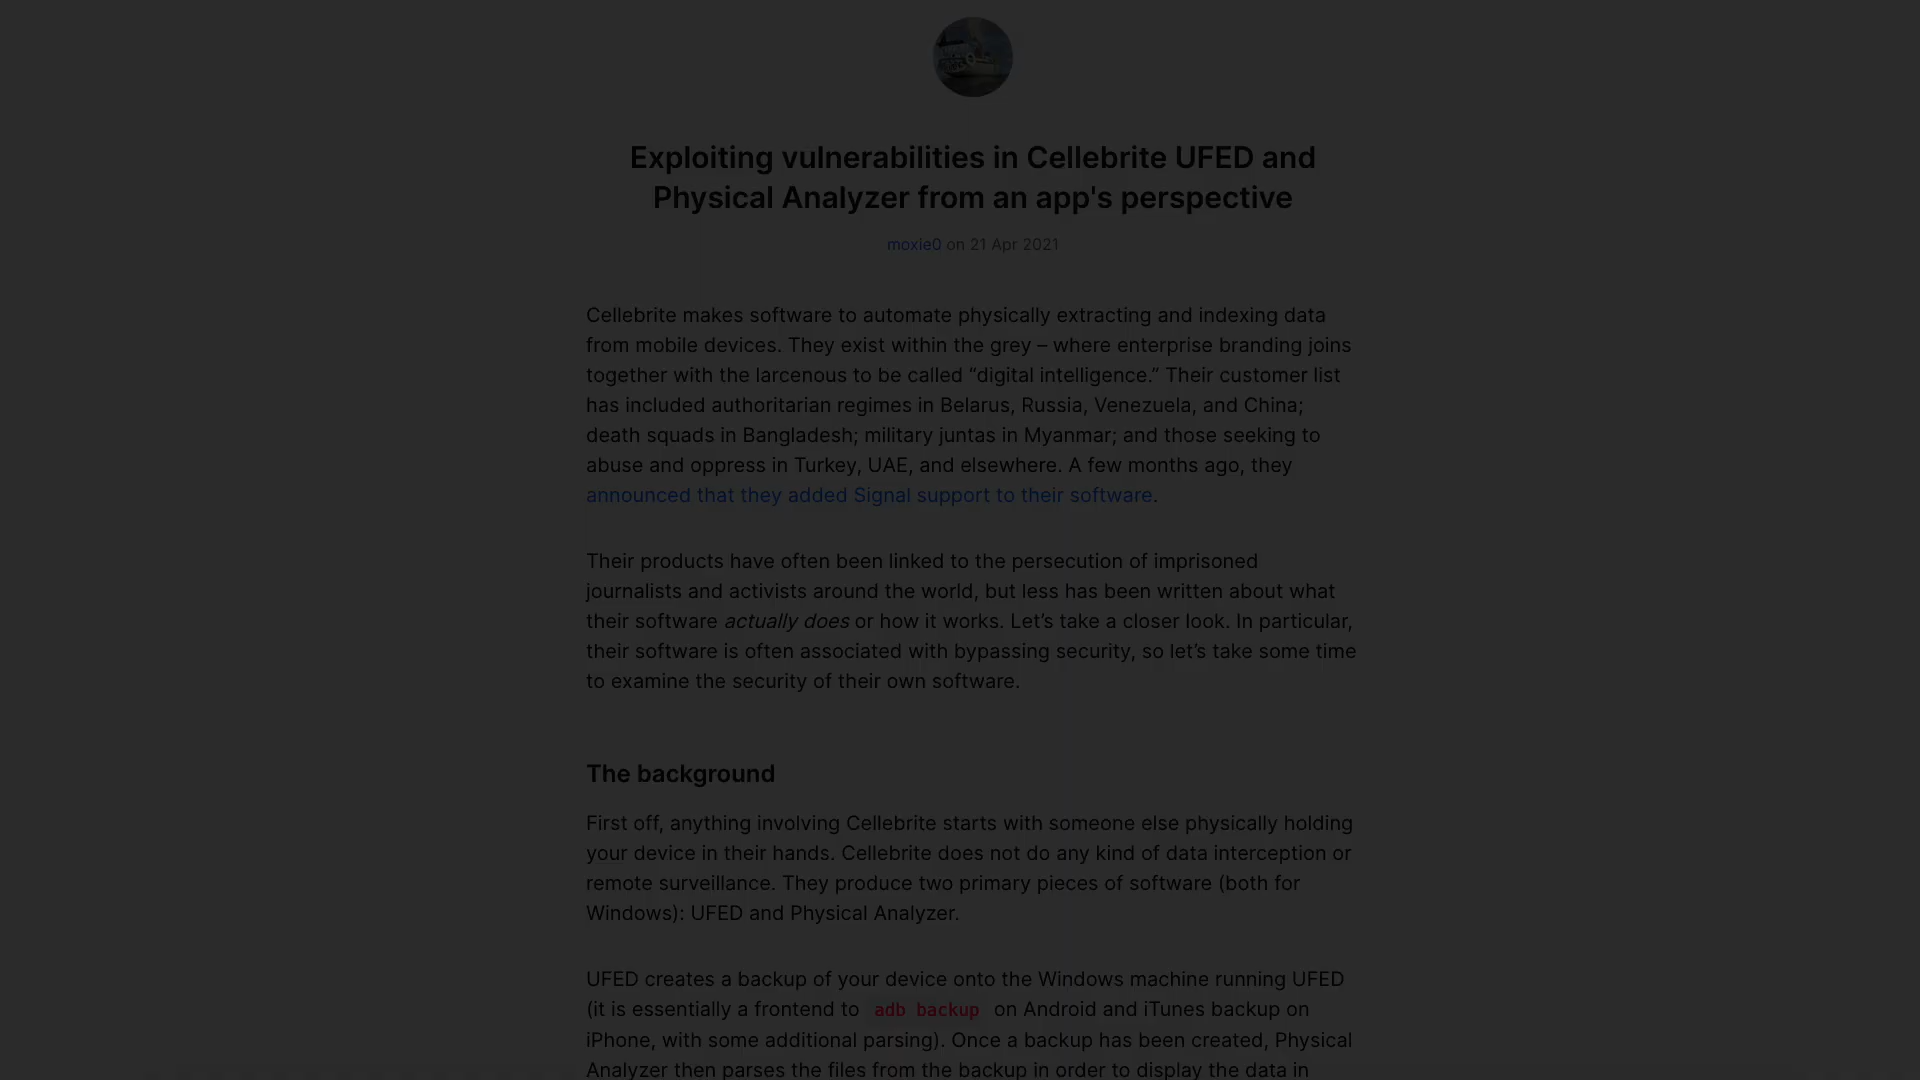 Exploiting vulnerabilities in Cellebrite UFED and
Physical Analyzer from an app's perspective
moxie0 on 21 Apr 2021
Cellebrite makes software to automate physically extracting and indexing data
from mobile devices. They exist within the grey – where enterprise branding joins
together with the larcenous to be called “digital intelligence.” Their customer list
has included authoritarian regimes in Belarus, Russia, Venezuela, and China;
death squads in Bangladesh; military juntas in Myanmar; and those seeking to
abuse and oppress in Turkey, UAE, and elsewhere. A few months ago, they
announced that they added Signal support to their software.
Their products have often been linked to the persecution of imprisoned
journalists and activists around the world, but less has been written about what
their software actually does or how it works. Let’s take a closer look. In particular,
their software is often associated with bypassing security, so let’s take some time
to examine the security of their own software.
The background
First off, anything involving Cellebrite starts with someone else physically holding
your device in their hands. Cellebrite does not do any kind of data interception or
remote surveillance. They produce two primary pieces of software (both for
Windows): UFED and Physical Analyzer.
UFED creates a backup of your device onto the Windows machine running UFED
(it is essentially a frontend to adb backup on Android and iTunes backup on
iPhone, with some additional parsing). Once a backup has been created, Physical
Analyzer then parses the files from the backup in order to display the data in